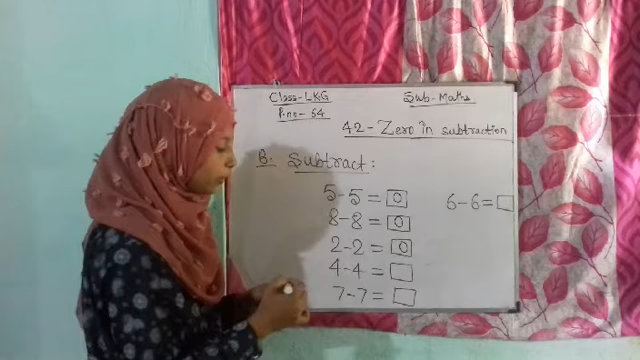 Class-LKG Sub-Maths
P.no-54
42-Zero in subtraction
B. Subtract:
5-5=0 6-6=
8-8=0
2-2=0
4-4=
7-7=